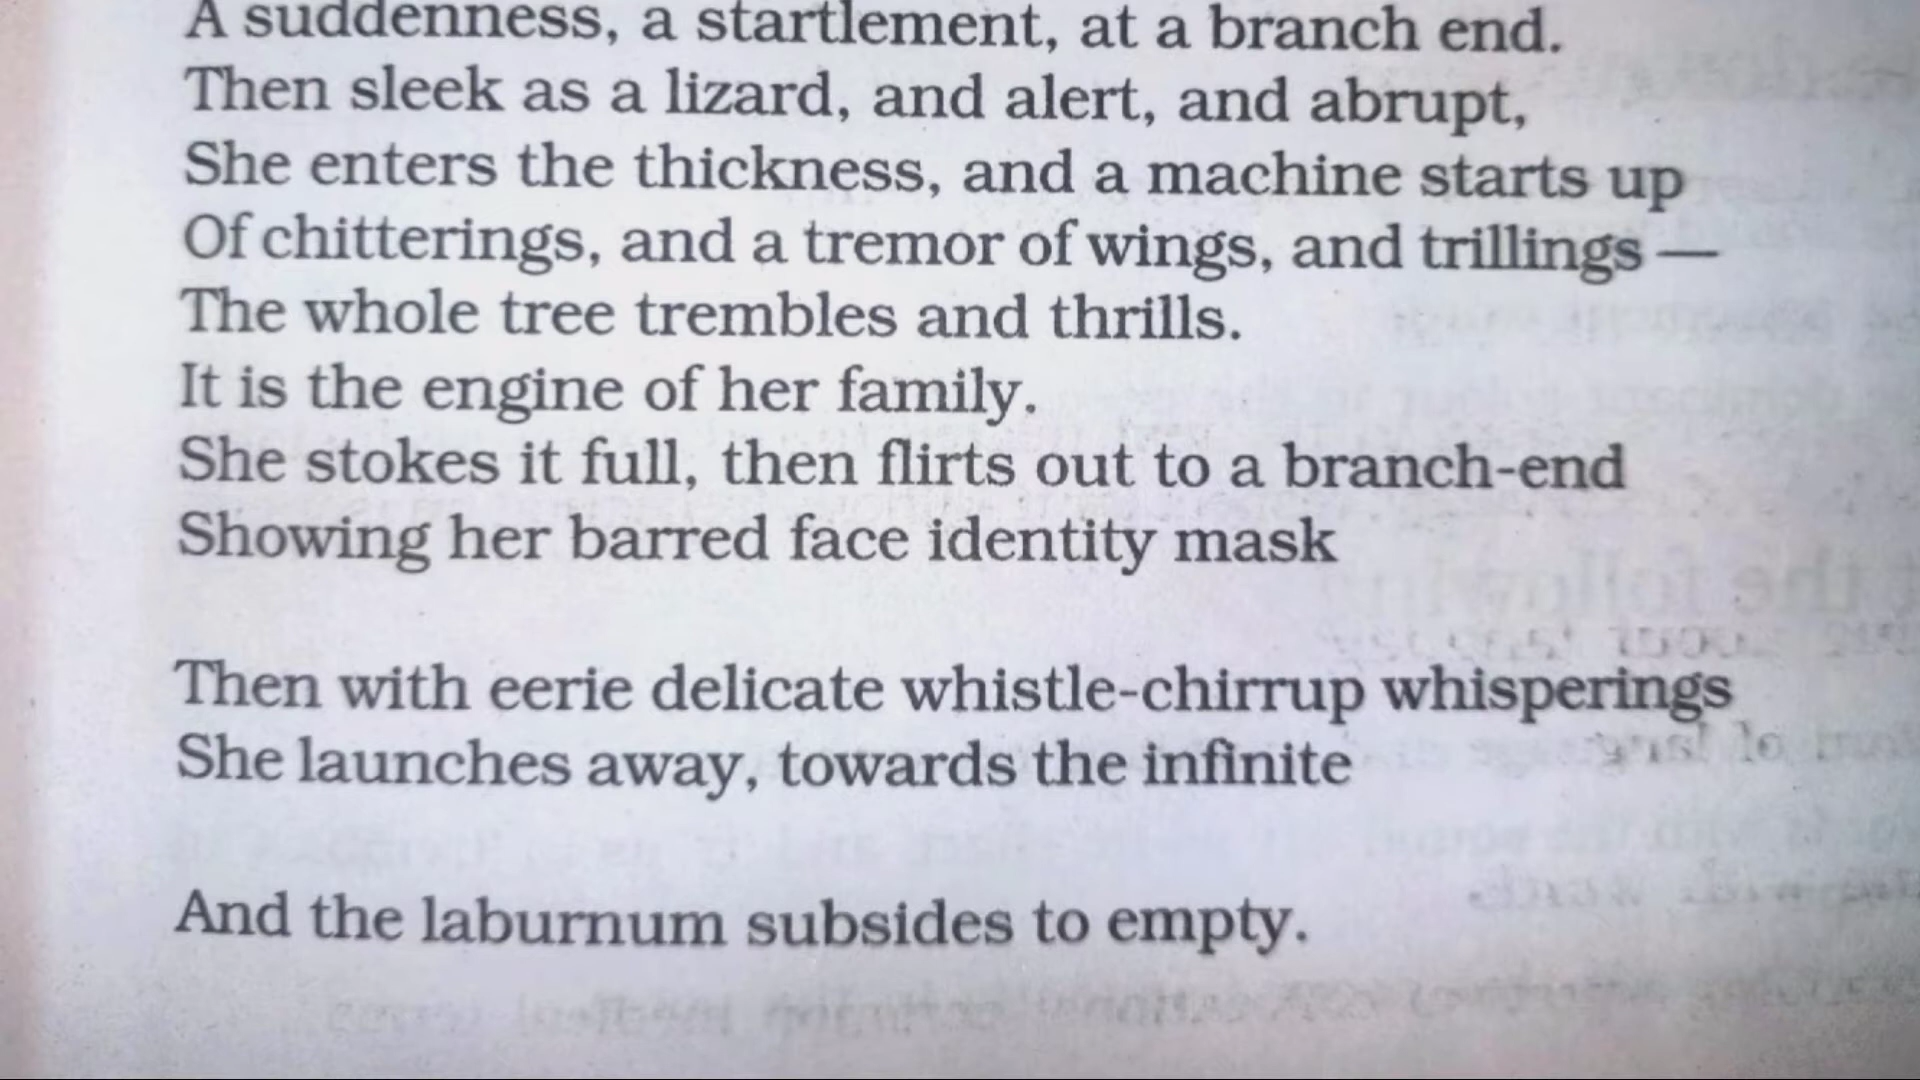 A suddenness, a startlement, at a branch end.
Then sleek as a lizard, and alert, and abrupt,
She enters the thickness, and a machine starts up
Of chitterings, and a tremor of wings, and trillings —
The whole tree trembles and thrills.
It is the engine of her family.
She stokes it full, then flirts out to a branch-end
Showing her barred face identity mask
Then with eerie delicate whistle-chirrup whisperings
She launches away, towards the infinite
And the laburnum subsides to empty.